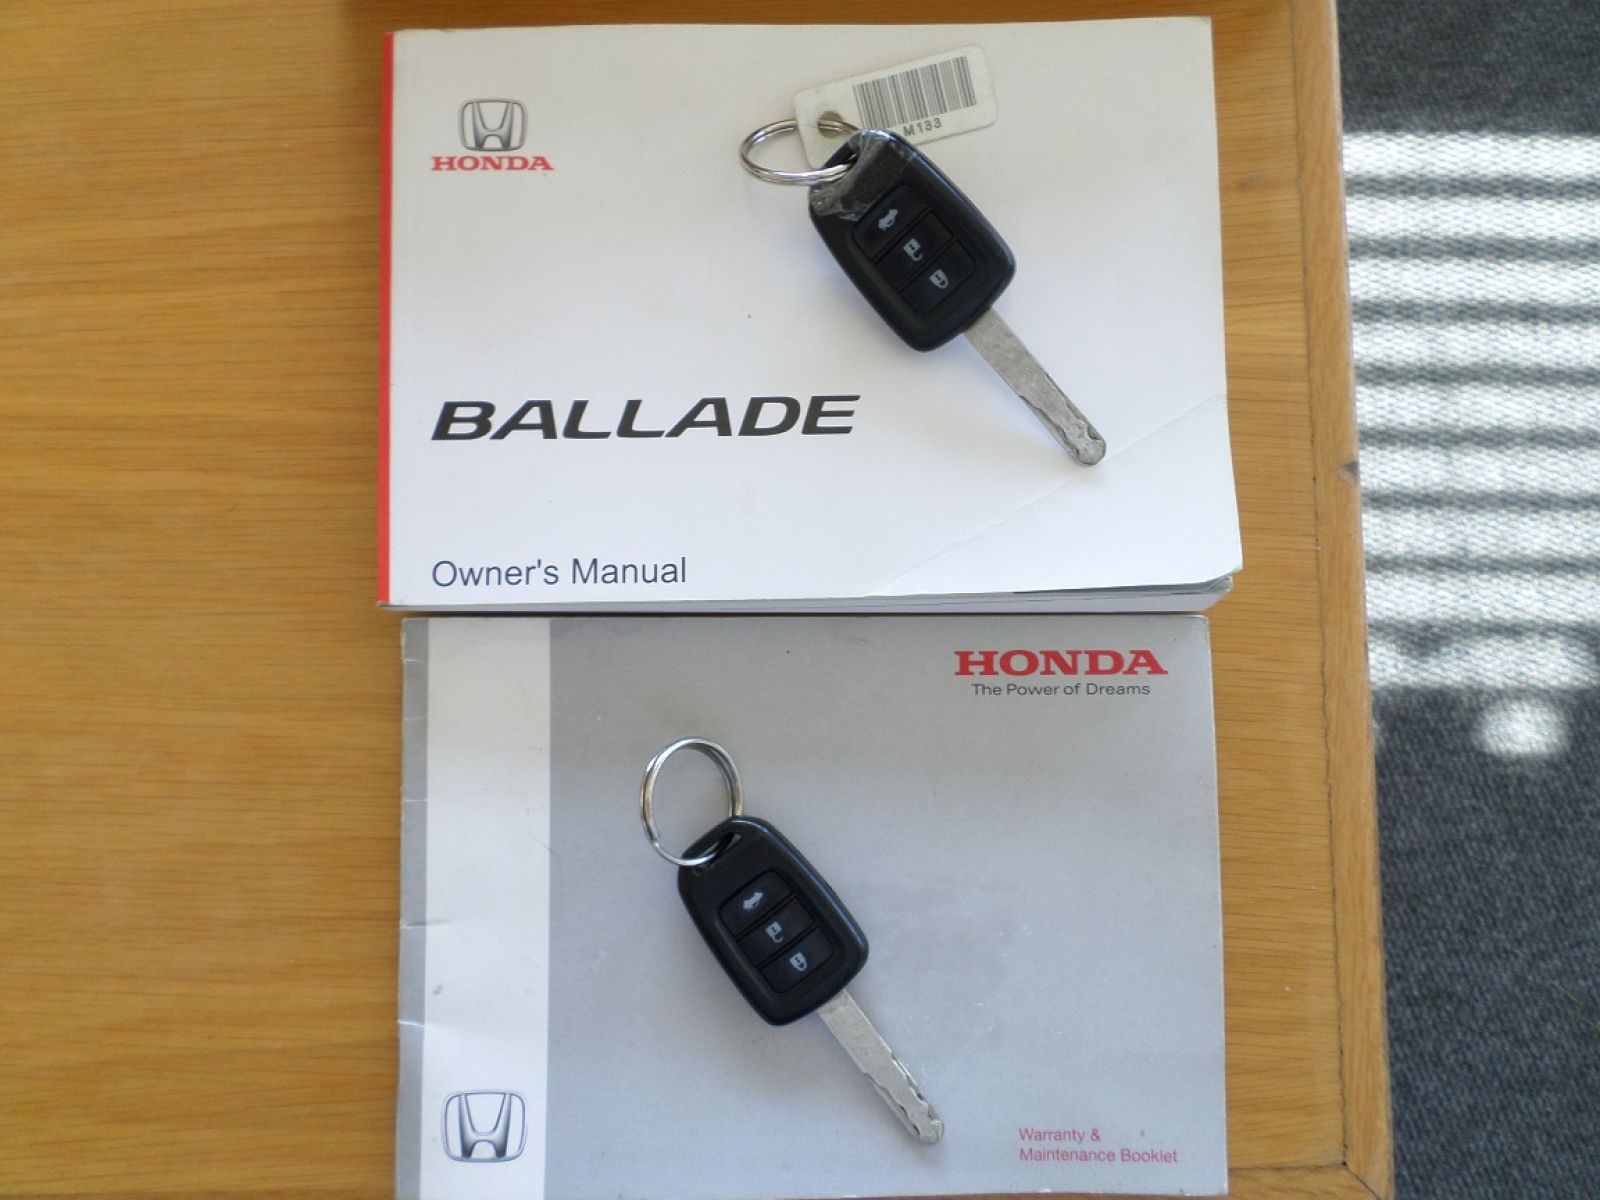 M133
HONDA
BALLADE
Owner's Manual
HONDA
The Power of Dreams
Warranty &
Maintenance Booklet